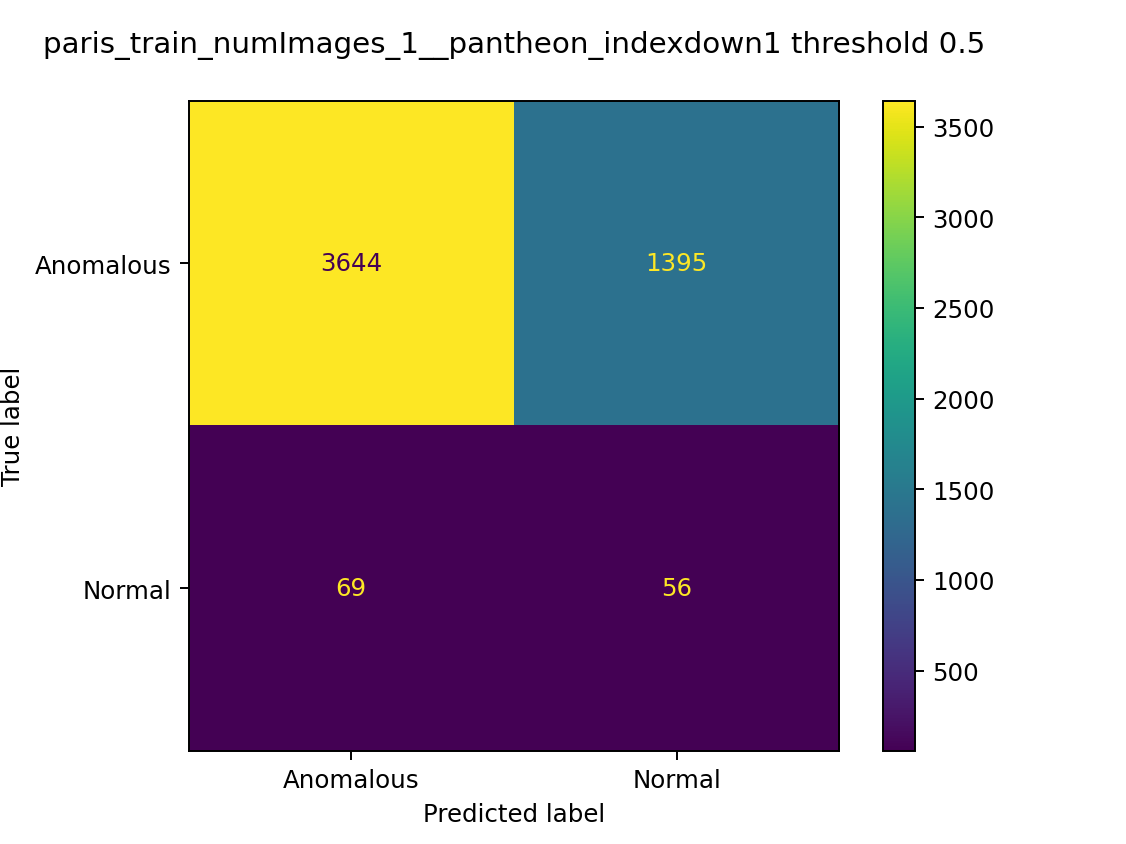 paris_train_numImages_1__pantheon_indexdown1 threshold 0.5
3500
3000
2500
2000
1500
1000
500
True label
Anomalous
3644
1395
Normal
69
56
Anomalous
Normal
Predicted label